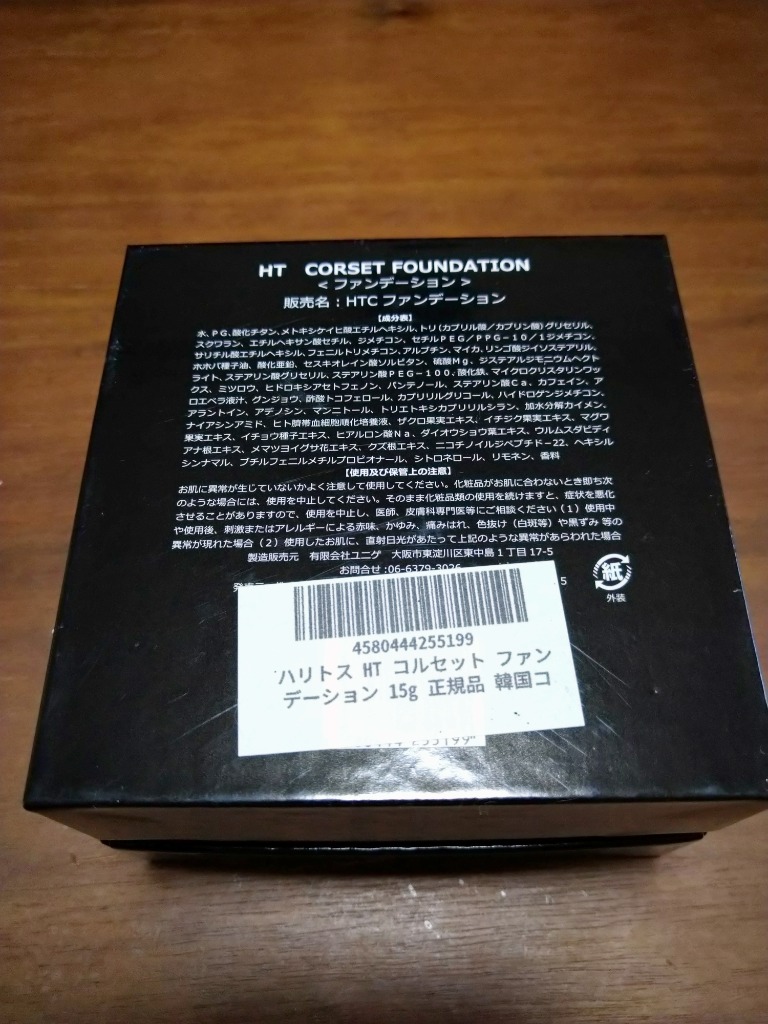 HT CORSET FOUNDATION
<ファンデーション>
販売名：HTCファンデーション
【成分表】
水、PG、酸化チタン、メトキシケイヒ酸エチルヘキシル、トリ(カプリル酸／カプリン酸)グリセリル、
スクワラン、エチルヘキサン酸セチル、ジメチコン、セチルPEG／PPG－10／1ジメチコン、
サリチル酸エチルヘキシル、フェニルトリメチコン、アルブチン、マイカ、リンゴ酸ジイソステアリル、
ホホバ種子油、酸化亜鉛、セスキオレイン酸ソルビタン、硫酸Mg、ジステアルジモニウムヘクト
ライト、ステアリン酸グリセリル、ステアリン酸PEG－100、酸化鉄、マイクロクリスタリンワッ
クス、ミツロウ、ヒドロキシアセトフェノン、パンテノール、ステアリン酸Ca、カフェイン、ア
ロエベラ液汁、グンジョウ、酢酸トコフェロール、カプリリルグリコール、ハイドロゲンジメチコン、
アラントイン、アデノシン、マンニトール、トリエトキシカプリリルシラン、加水分解カイメン、
ナイアシンアミド、ヒト臍帯血細胞順化培養液、ザクロ果実エキス、イチジク果実エキス、マグワ
果実エキス、イチョウ種子エキス、ヒアルロン酸Na、ダイオウショウ葉エキス、ウルムスダビディ
アナ根エキス、メマツヨイグサ花エキス、クズ根エキス、ニコチノイルジペプチド－22、ヘキシル
シンナマル、ブチルフェニルメチルプロピオナール、シトロネロール、リモネン、香料
【使用及び保管上の注意】
お肌に異常が生じていないかよく注意して使用してください。化粧品がお肌に合わないとき即ち次
のような場合には、使用を中止してください。そのまま化粧品類の使用を続けますと、症状を悪化
させることがありますので、使用を中止し、医師、皮膚科専門医等にご相談ください（1）使用中
や使用後、刺激またはアレルギーによる赤味、かゆみ、痛みはれ、色抜け（白斑等）や黒ずみ 等の
異常が現れた場合（2）使用したお肌に、直射日光があたって上記のような異常があらわれた場合
製造販売元 有限会社ユニゲ 大阪市東淀川区東中島1丁目17-5
お問合せ:06-6379-3026
5
紙
外装
4580444255199
ハリトス HT コルセット ファン
デーション 15g 正規品 韓国コ